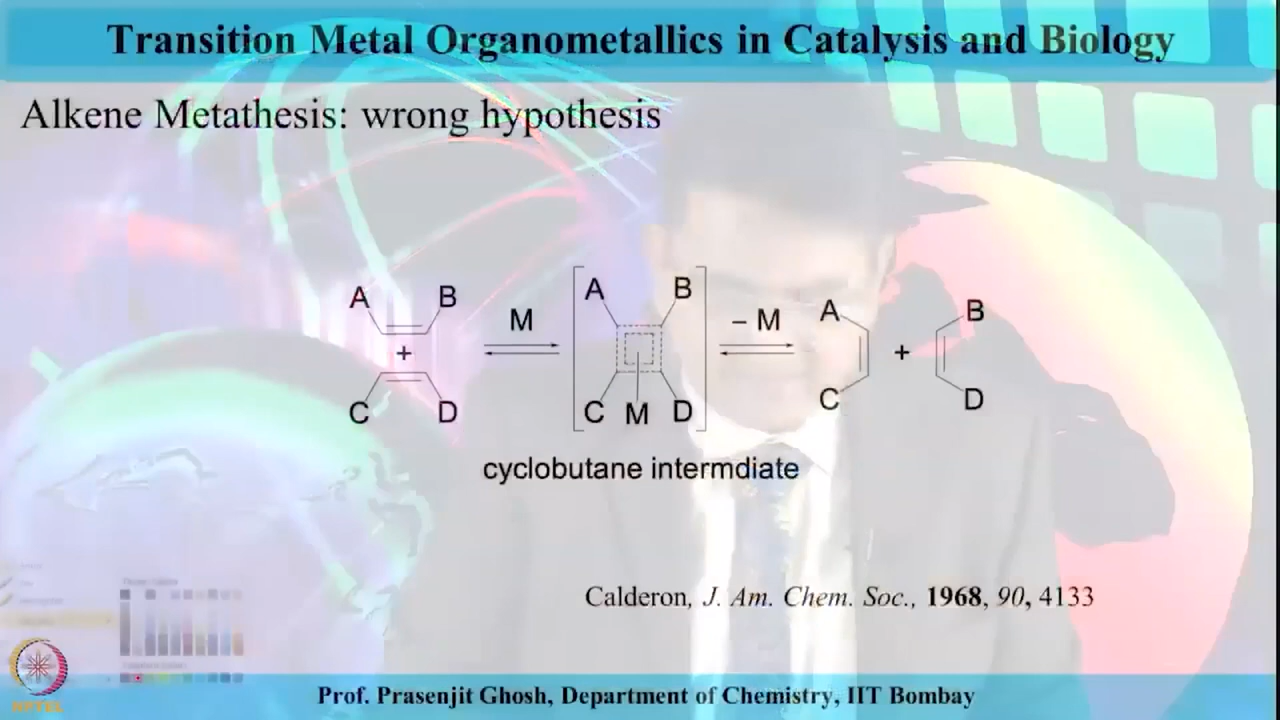 Transition Metal Organometallics in Catalysis and Biology
Alkene Metathesis: wrong hypothesis
A B
+
C D
M
A B
C M D
– M
A
C
+
B
D
cyclobutane intermdiate
Calderon, J. Am. Chem. Soc., 1968, 90, 4133
Prof. Prasenjit Ghosh, Department of Chemistry, IIT Bombay
NPTEL